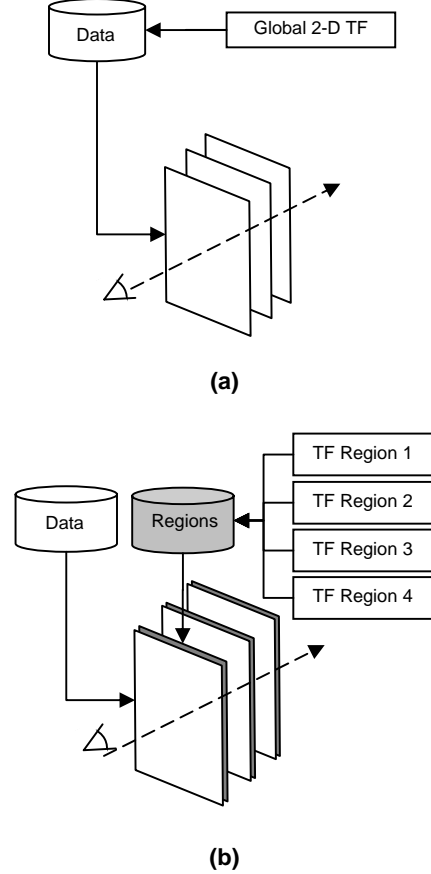 Data
Global 2-D TF
(a)
TF Region 1
TF Region 2
TF Region 3
TF Region 4
Data
Regions
(b)